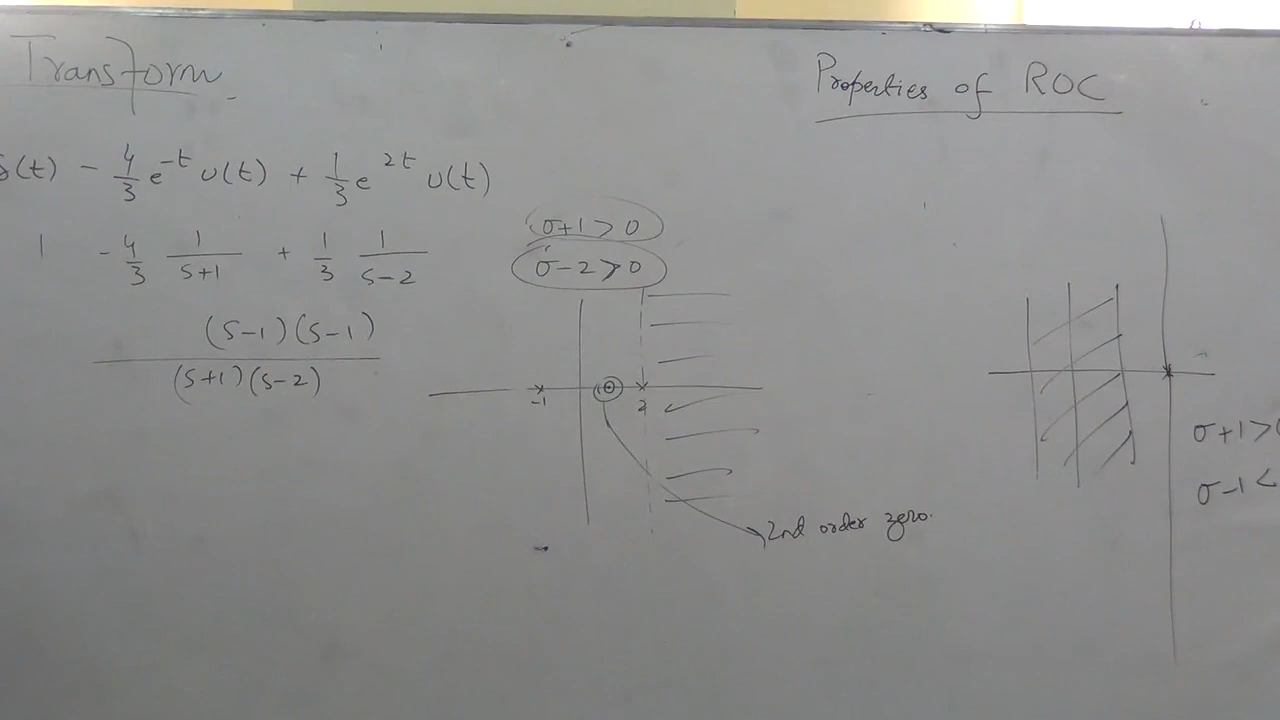 Transform
δ(t) - 4/3 e^-t u(t) + 1/3 e^2t u(t)
1 - 4/3 1/(s+1) + 1/3 1/(s-2)
(s-1)(s-1)
(s+1)(s-2)
σ+1 > 0
σ-2 > 0
-1
2
2nd order zero.
Properties of ROC
σ+1 > 0
σ-1 <